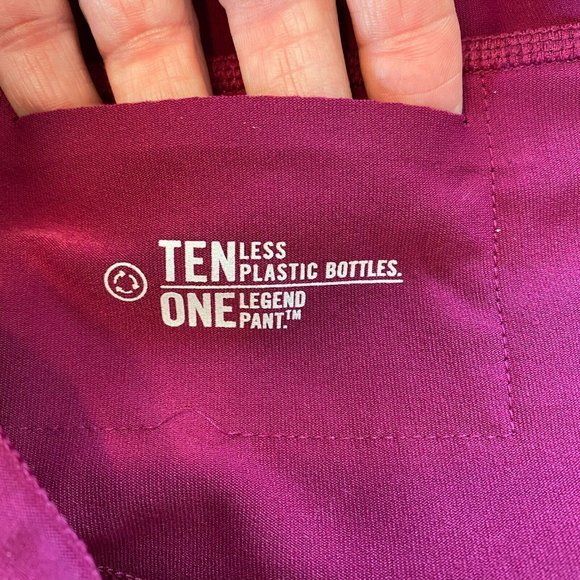 TEN LESS
PLASTIC BOTTLES.
ONE LEGEND
PANT.™